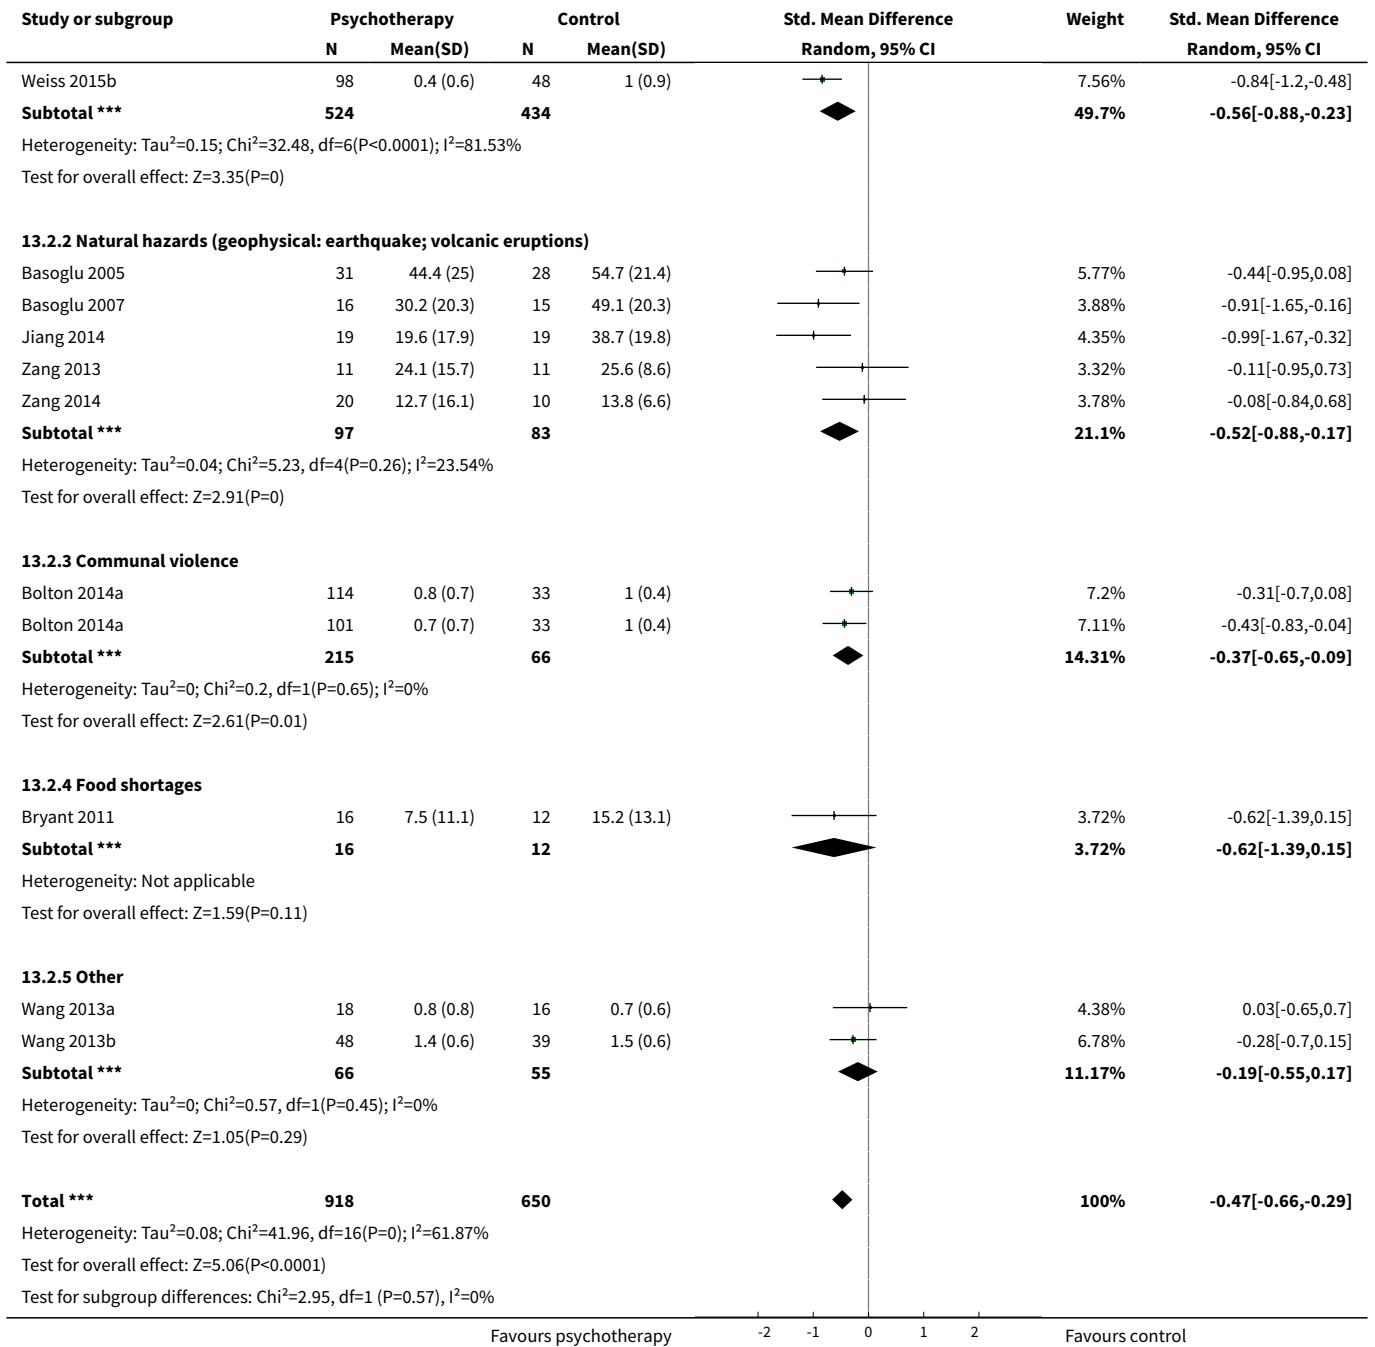 Study or subgroup Psychotherapy Control Std. Mean Difference Weight Std. Mean Difference
N Mean(SD) N Mean(SD) Random, 95% CI Random, 95% CI
Weiss 2015b 98 0.4 (0.6) 48 1 (0.9) 7.56% -0.84[-1.2,-0.48]
Subtotal *** 524 434 49.7% -0.56[-0.88,-0.23]
Heterogeneity: Tau²=0.15; Chi²=32.48, df=6(P<0.0001); I²=81.53%
Test for overall effect: Z=3.35(P=0)
13.2.2 Natural hazards (geophysical: earthquake; volcanic eruptions)
Basoglu 2005 31 44.4 (25) 28 54.7 (21.4) 5.77% -0.44[-0.95,0.08]
Basoglu 2007 16 30.2 (20.3) 15 49.1 (20.3) 3.88% -0.91[-1.65,-0.16]
Jiang 2014 19 19.6 (17.9) 19 38.7 (19.8) 4.35% -0.99[-1.67,-0.32]
Zang 2013 11 24.1 (15.7) 11 25.6 (8.6) 3.32% -0.11[-0.95,0.73]
Zang 2014 20 12.7 (16.1) 10 13.8 (6.6) 3.78% -0.08[-0.84,0.68]
Subtotal *** 97 83 21.1% -0.52[-0.88,-0.17]
Heterogeneity: Tau²=0.04; Chi²=5.23, df=4(P=0.26); I²=23.54%
Test for overall effect: Z=2.91(P=0)
13.2.3 Communal violence
Bolton 2014a 114 0.8 (0.7) 33 1 (0.4) 7.2% -0.31[-0.7,0.08]
Bolton 2014a 101 0.7 (0.7) 33 1 (0.4) 7.11% -0.43[-0.83,-0.04]
Subtotal *** 215 66 14.31% -0.37[-0.65,-0.09]
Heterogeneity: Tau²=0; Chi²=0.2, df=1(P=0.65); I²=0%
Test for overall effect: Z=2.61(P=0.01)
13.2.4 Food shortages
Bryant 2011 16 7.5 (11.1) 12 15.2 (13.1) 3.72% -0.62[-1.39,0.15]
Subtotal *** 16 12 3.72% -0.62[-1.39,0.15]
Heterogeneity: Not applicable
Test for overall effect: Z=1.59(P=0.11)
13.2.5 Other
Wang 2013a 18 0.8 (0.8) 16 0.7 (0.6) 4.38% 0.03[-0.65,0.7]
Wang 2013b 48 1.4 (0.6) 39 1.5 (0.6) 6.78% -0.28[-0.7,0.15]
Subtotal *** 66 55 11.17% -0.19[-0.55,0.17]
Heterogeneity: Tau²=0; Chi²=0.57, df=1(P=0.45); I²=0%
Test for overall effect: Z=1.05(P=0.29)
Total *** 918 650 100% -0.47[-0.66,-0.29]
Heterogeneity: Tau²=0.08; Chi²=41.96, df=16(P=0); I²=61.87%
Test for overall effect: Z=5.06(P<0.0001)
Test for subgroup differences: Chi²=2.95, df=1 (P=0.57), I²=0%
Favours psychotherapy -2 -1 0 1 2 Favours control